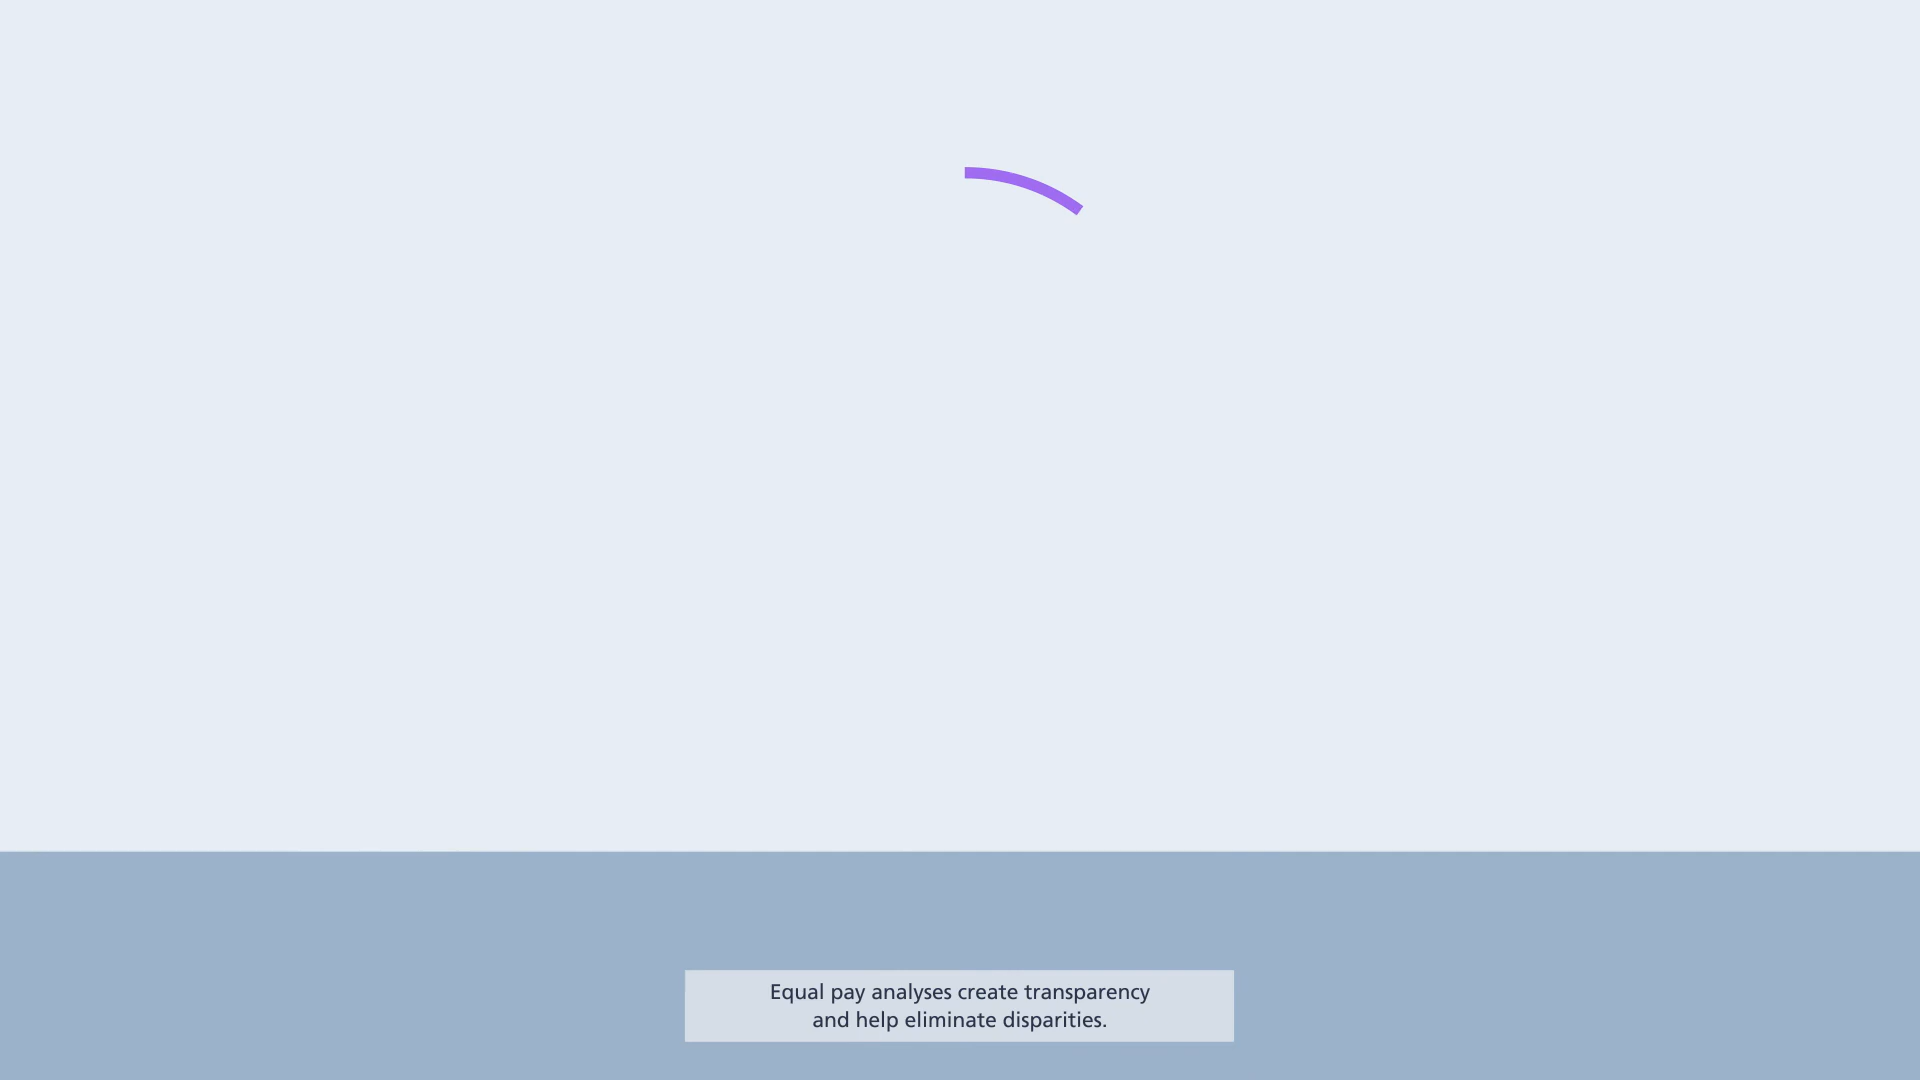 Equal pay analyses create transparency
and help eliminate disparities.